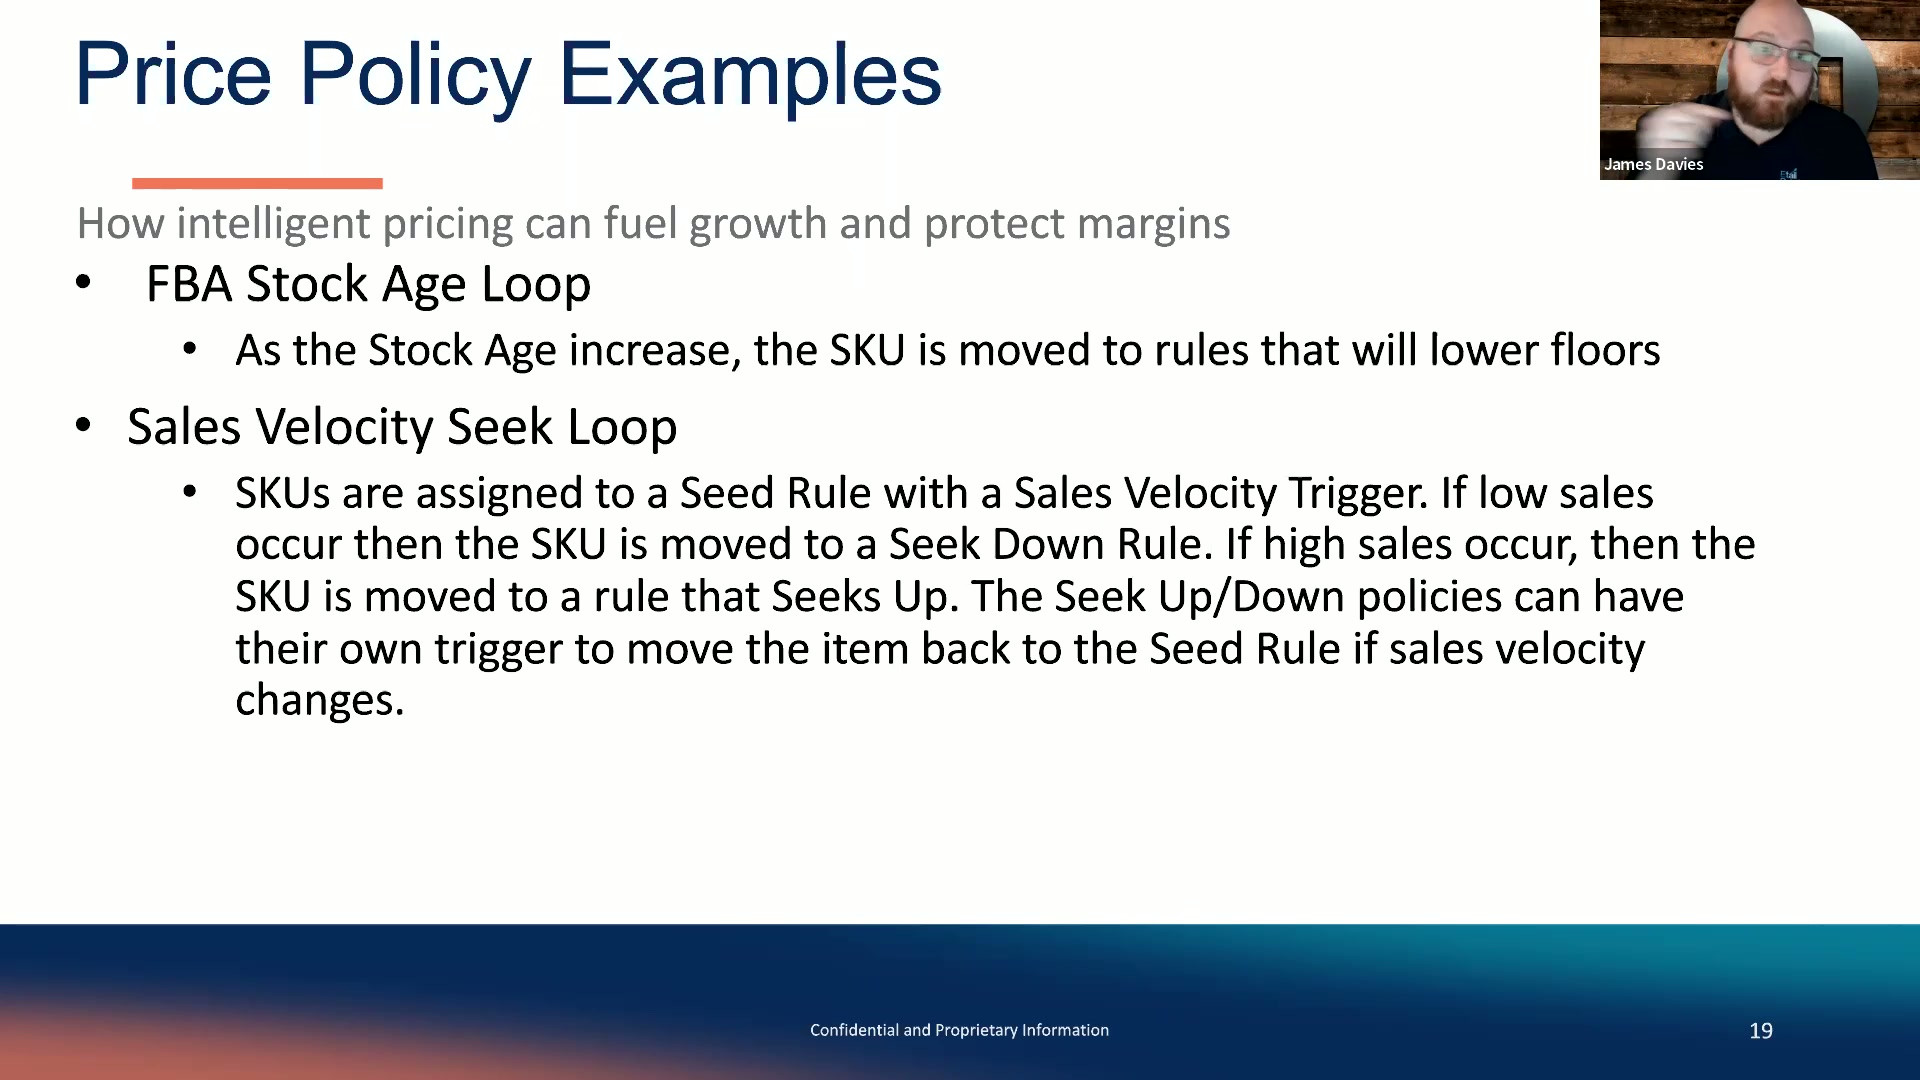 Price Policy Examples
James Davies
Etail
How intelligent pricing can fuel growth and protect margins
• FBA Stock Age Loop
• As the Stock Age increase, the SKU is moved to rules that will lower floors
• Sales Velocity Seek Loop
• SKUs are assigned to a Seed Rule with a Sales Velocity Trigger. If low sales
occur then the SKU is moved to a Seek Down Rule. If high sales occur, then the
SKU is moved to a rule that Seeks Up. The Seek Up/Down policies can have
their own trigger to move the item back to the Seed Rule if sales velocity
changes.
Confidential and Proprietary Information
19